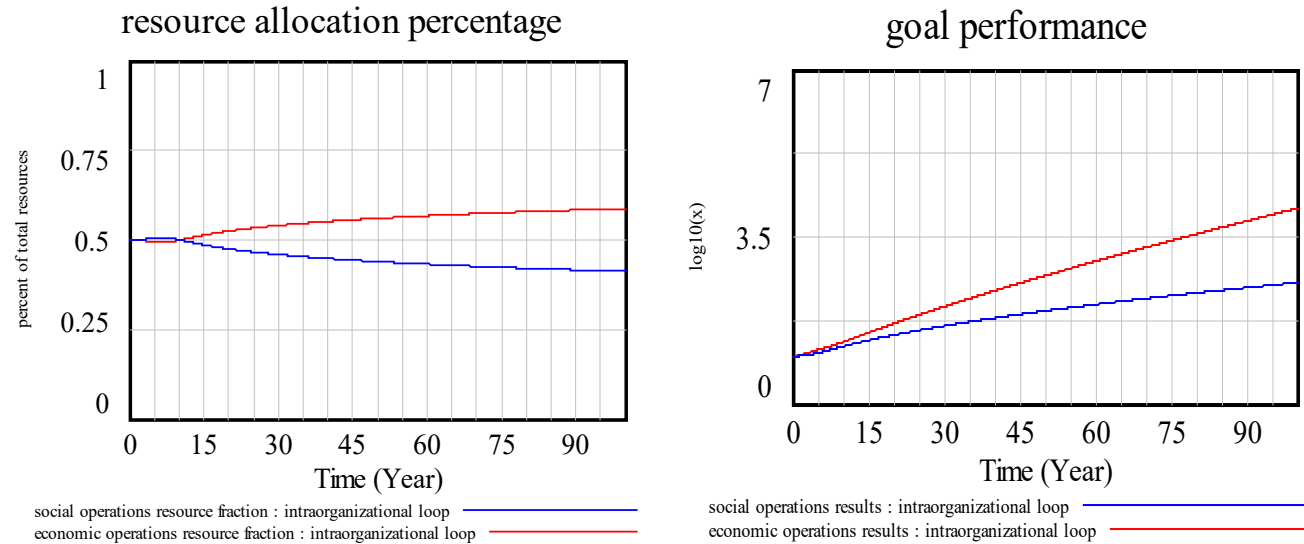 resource allocation percentage
percent of total resources
1
0.75
0.5
0.25
0
0 15 30 45 60 75 90
Time (Year)
social operations resource fraction : intraorganizational loop
economic operations resource fraction : intraorganizational loop
goal performance
log10(x)
7
3.5
0
0 15 30 45 60 75 90
Time (Year)
social operations results : intraorganizational loop
economic operations results : intraorganizational loop